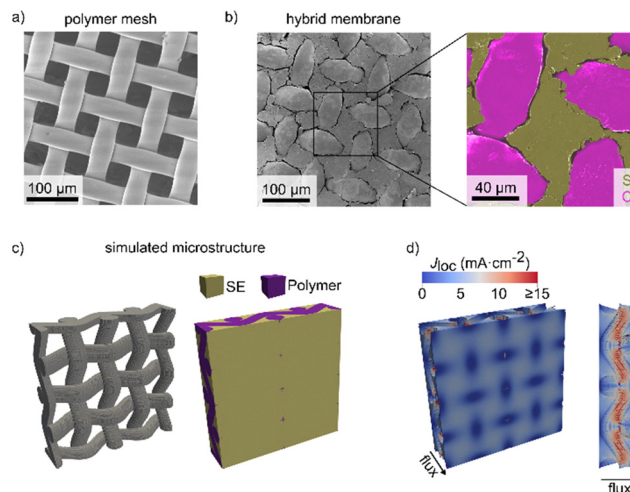 a)
polymer mesh
100 µm
b)
hybrid membrane
100 µm
40 µm
S
c)
simulated microstructure
SE
Polymer
d)
Jloc (mA·cm⁻²)
0 5 10 ≥15
flux
flux